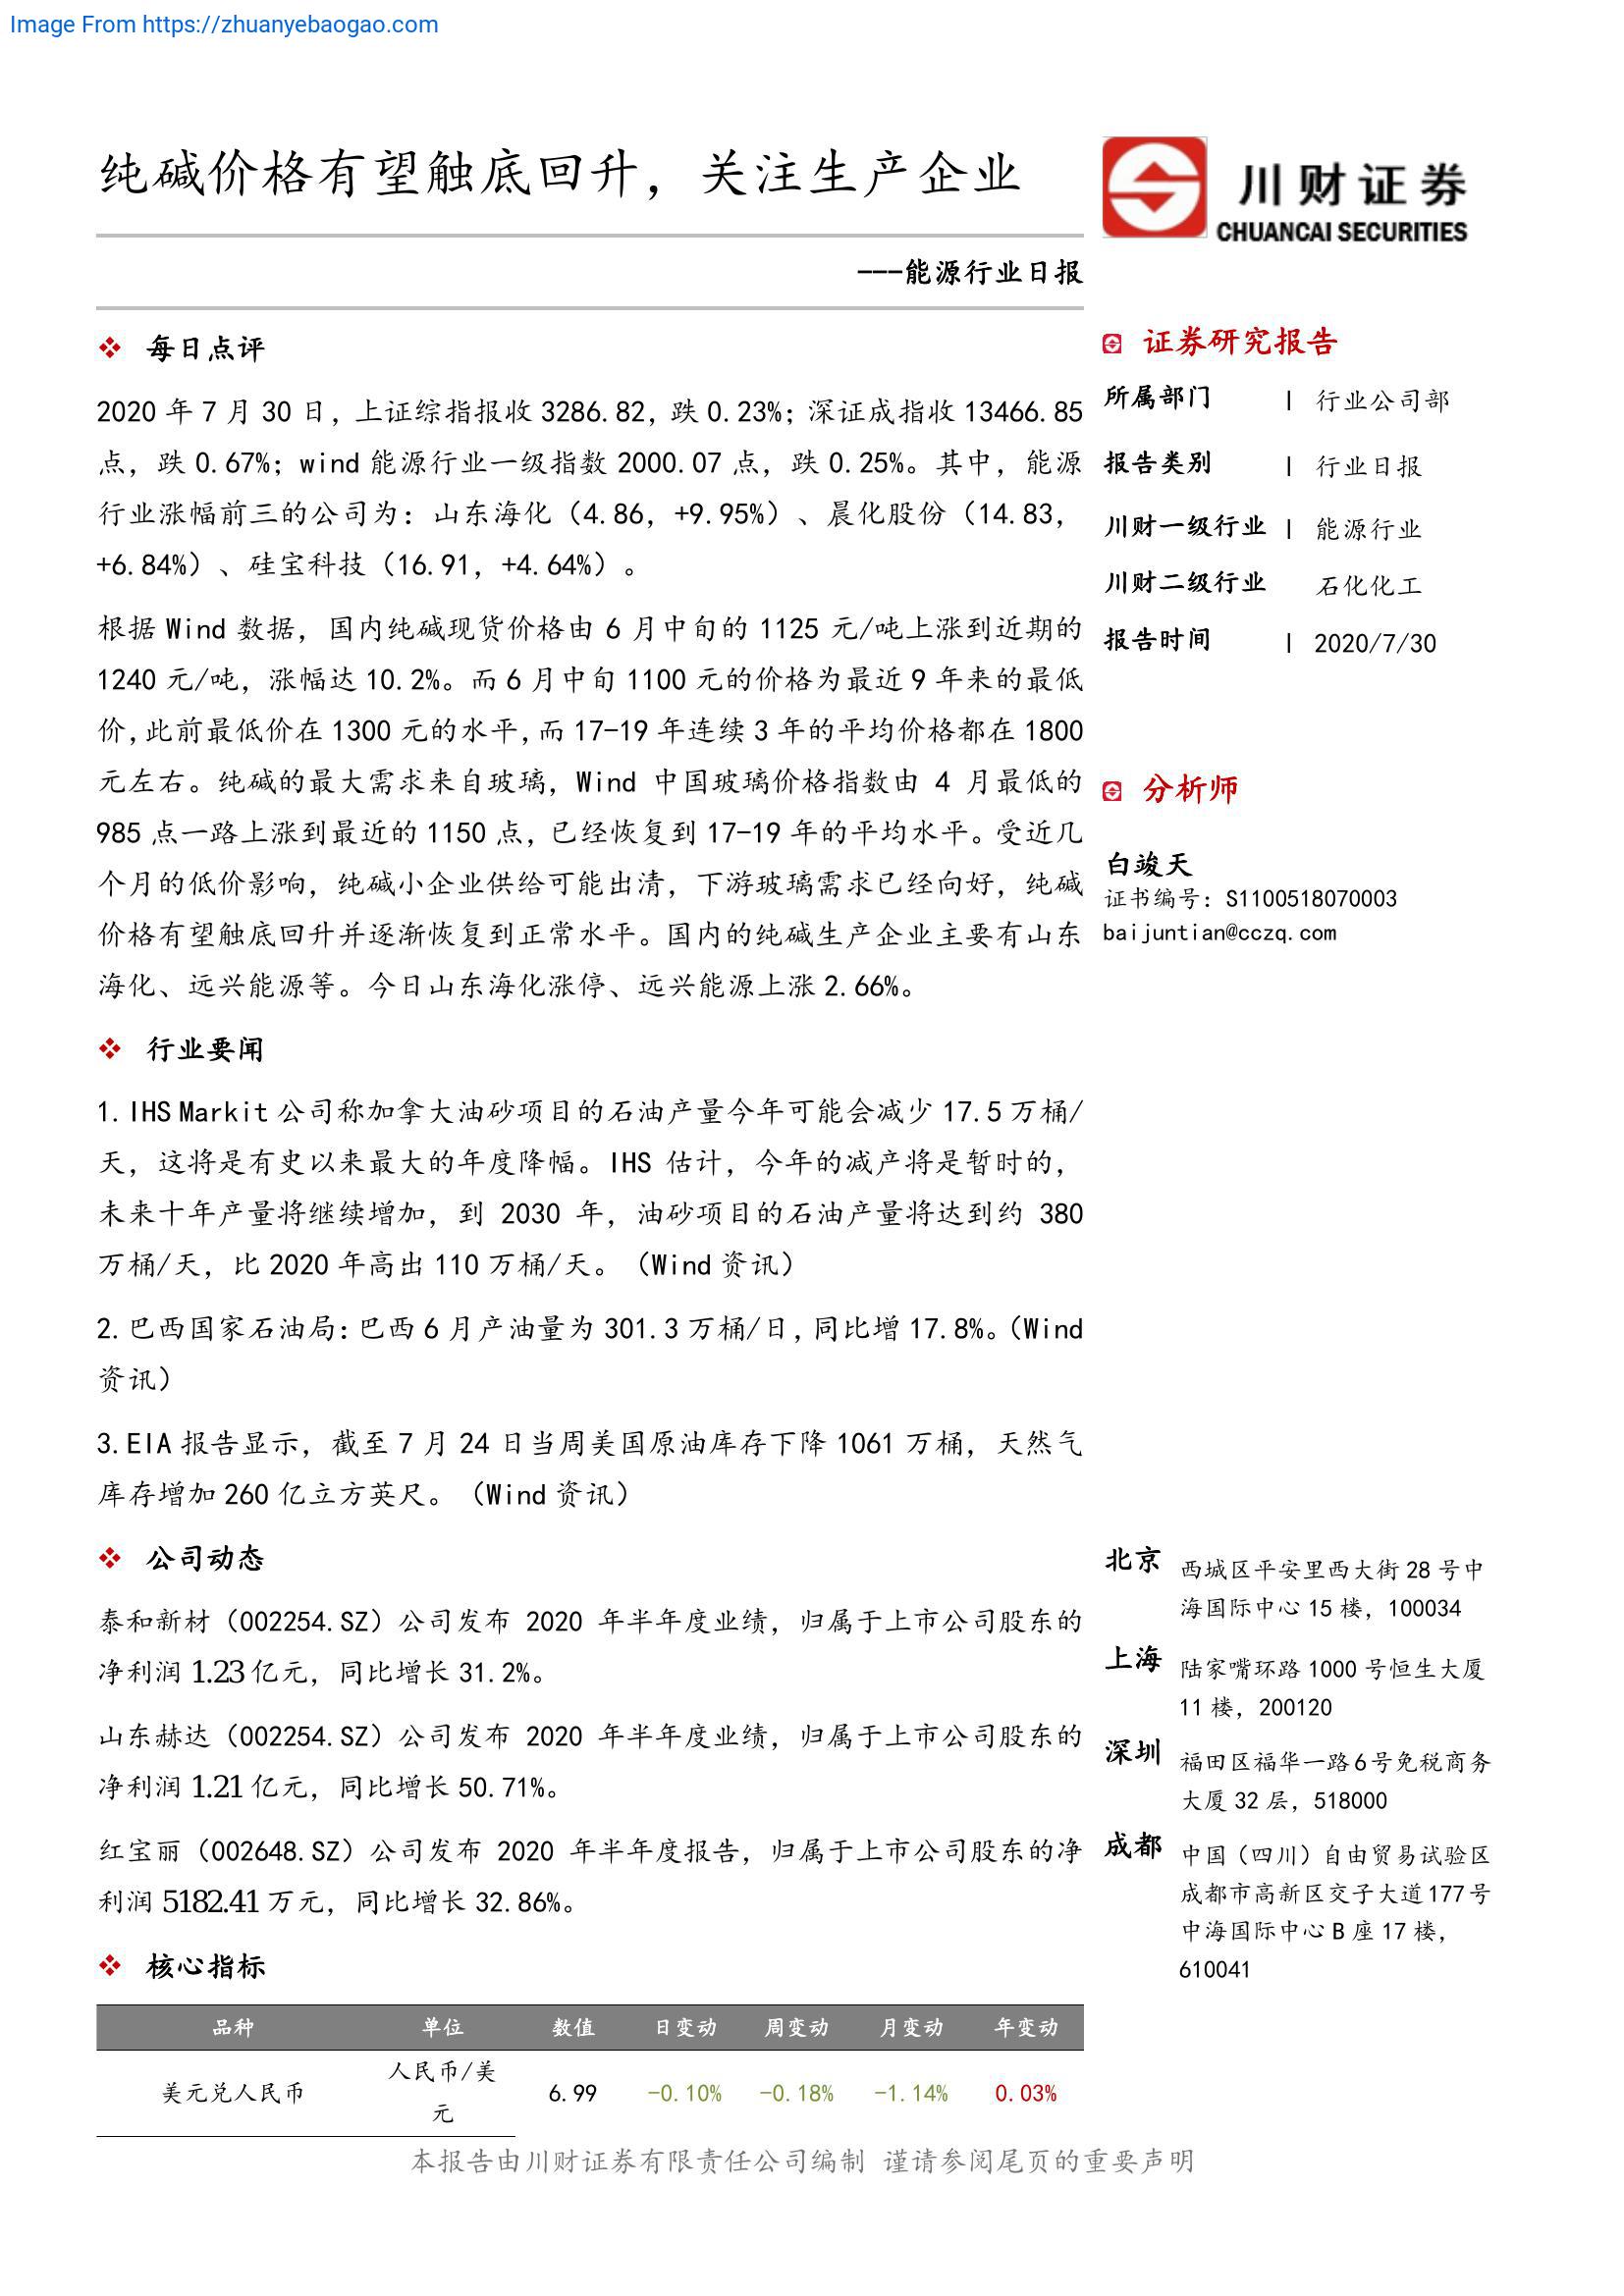 Image From https://zhuanyebaogao.com
纯碱价格有望触底回升，关注生产企业
川财证券
CHUANCAI SECURITIES
---能源行业日报
每日点评
2020 年 7 月 30 日，上证综指报收 3286.82，跌 0.23%；深证成指收 13466.85
点，跌 0.67%；wind 能源行业一级指数 2000.07 点，跌 0.25%。其中，能源
行业涨幅前三的公司为：山东海化（4.86，+9.95%）、晨化股份（14.83，
+6.84%）、硅宝科技（16.91，+4.64%）。
根据 Wind 数据，国内纯碱现货价格由 6 月中旬的 1125 元/吨上涨到近期的
1240 元/吨，涨幅达 10.2%。而 6 月中旬 1100 元的价格为最近 9 年来的最低
价，此前最低价在 1300 元的水平，而 17-19 年连续 3 年的平均价格都在 1800
元左右。纯碱的最大需求来自玻璃，Wind 中国玻璃价格指数由 4 月最低的
985 点一路上涨到最近的 1150 点，已经恢复到 17-19 年的平均水平。受近几
个月的低价影响，纯碱小企业供给可能出清，下游玻璃需求已经向好，纯碱
价格有望触底回升并逐渐恢复到正常水平。国内的纯碱生产企业主要有山东
海化、远兴能源等。今日山东海化涨停、远兴能源上涨 2.66%。
行业要闻
1.IHS Markit 公司称加拿大油砂项目的石油产量今年可能会减少 17.5 万桶/
天，这将是有史以来最大的年度降幅。IHS 估计，今年的减产将是暂时的，
未来十年产量将继续增加，到 2030 年，油砂项目的石油产量将达到约 380
万桶/天，比 2020 年高出 110 万桶/天。（Wind 资讯）
2.巴西国家石油局：巴西 6 月产油量为 301.3 万桶/日，同比增 17.8%。（Wind
资讯）
3.EIA 报告显示，截至 7 月 24 日当周美国原油库存下降 1061 万桶，天然气
库存增加 260 亿立方英尺。（Wind 资讯）
公司动态
泰和新材（002254.SZ）公司发布 2020 年半年度业绩，归属于上市公司股东的
净利润 1.23 亿元，同比增长 31.2%。
山东赫达（002254.SZ）公司发布 2020 年半年度业绩，归属于上市公司股东的
净利润 1.21 亿元，同比增长 50.71%。
红宝丽（002648.SZ）公司发布 2020 年半年度报告，归属于上市公司股东的净
利润 5182.41 万元，同比增长 32.86%。
核心指标
品种 单位 数值 日变动 周变动 月变动 年变动
美元兑人民币 人民币/美 6.99 -0.10% -0.18% -1.14% 0.03%
元
证券研究报告
所属部门 | 行业公司部
报告类别 | 行业日报
川财一级行业 | 能源行业
川财二级行业 石化化工
报告时间 | 2020/7/30
分析师
白竣天
证书编号：S1100518070003
baijuntian@cczq.com
北京 西城区平安里西大街 28 号中
海国际中心 15 楼，100034
上海 陆家嘴环路 1000 号恒生大厦
11 楼，200120
深圳 福田区福华一路 6 号免税商务
大厦 32 层，518000
成都 中国（四川）自由贸易试验区
成都市高新区交子大道 177 号
中海国际中心 B 座 17 楼，
610041
本报告由川财证券有限责任公司编制 谨请参阅尾页的重要声明